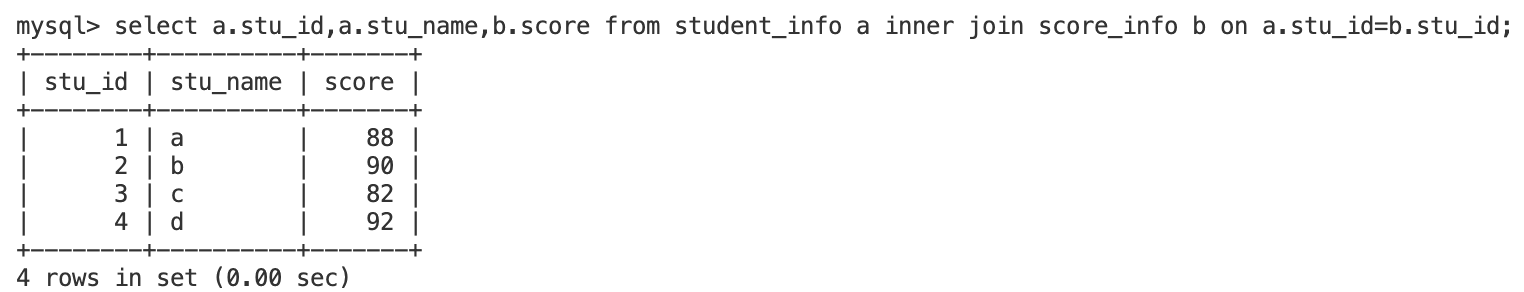 mysql> select a.stu_id,a.stu_name,b.score from student_info a inner join score_info b on a.stu_id=b.stu_id;
+--------+----------+-------+
| stu_id | stu_name | score |
+--------+----------+-------+
|      1 | a        |    88 |
|      2 | b        |    90 |
|      3 | c        |    82 |
|      4 | d        |    92 |
+--------+----------+-------+
4 rows in set (0.00 sec)